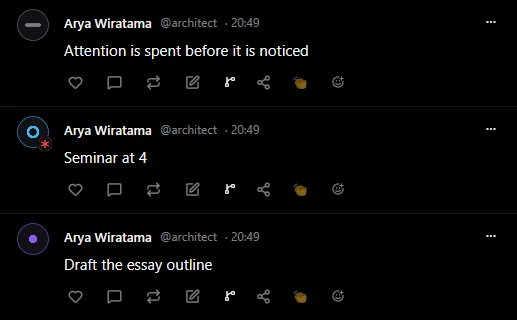 Arya Wiratama @architect · 20:49
Attention is spent before it is noticed
Arya Wiratama @architect · 20:49
Seminar at 4
Arya Wiratama @architect · 20:49
Draft the essay outline